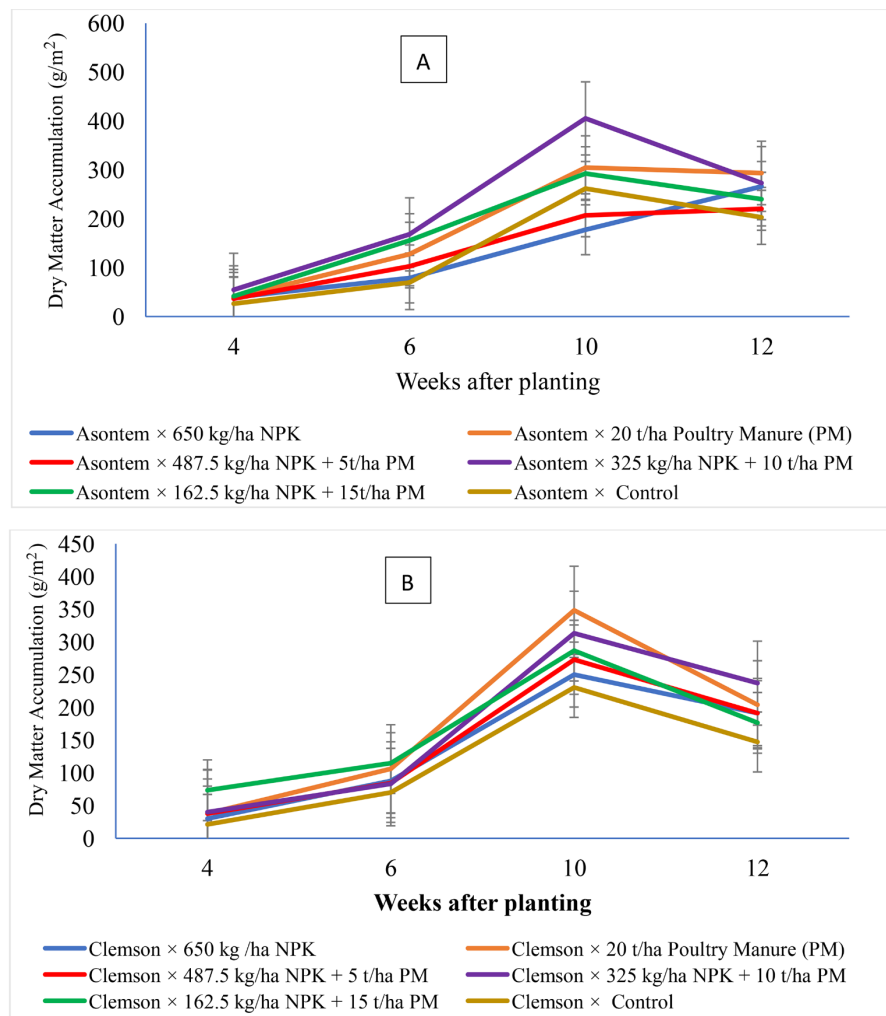 A
Dry Matter Accumulation (g/m²)
600
500
400
300
200
100
0
4 6 10 12
Weeks after planting
Asontem × 650 kg/ha NPK
Asontem × 20 t/ha Poultry Manure (PM)
Asontem × 487.5 kg/ha NPK + 5t/ha PM
Asontem × 325 kg/ha NPK + 10 t/ha PM
Asontem × 162.5 kg/ha NPK + 15t/ha PM
Asontem × Control
B
Dry Matter Accumulation (g/m²)
450
400
350
300
250
200
150
100
50
0
4 6 10 12
Weeks after planting
Clemson × 650 kg /ha NPK
Clemson × 20 t/ha Poultry Manure (PM)
Clemson × 487.5 kg/ha NPK + 5 t/ha PM
Clemson × 325 kg/ha NPK + 10 t/ha PM
Clemson × 162.5 kg/ha NPK + 15 t/ha PM
Clemson × Control